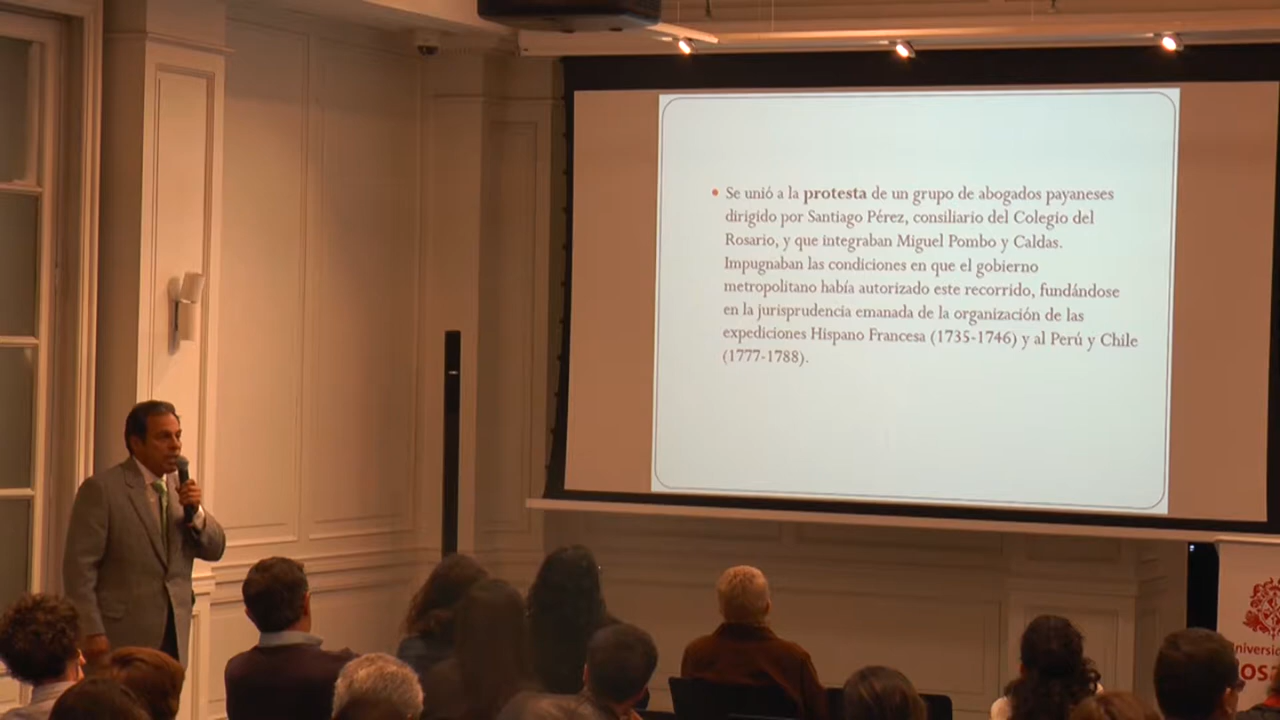 Se unió a la protesta de un grupo de abogados payaneses
dirigido por Santiago Pérez, consiliario del Colegio del
Rosario, y que integraban Miguel Pombo y Caldas.
Impugnaban las condiciones en que el gobierno
metropolitano había autorizado este recorrido, fundándose
en la jurisprudencia emanada de la organización de las
expediciones Hispano Francesa (1735-1746) y al Perú y Chile
(1777-1788).